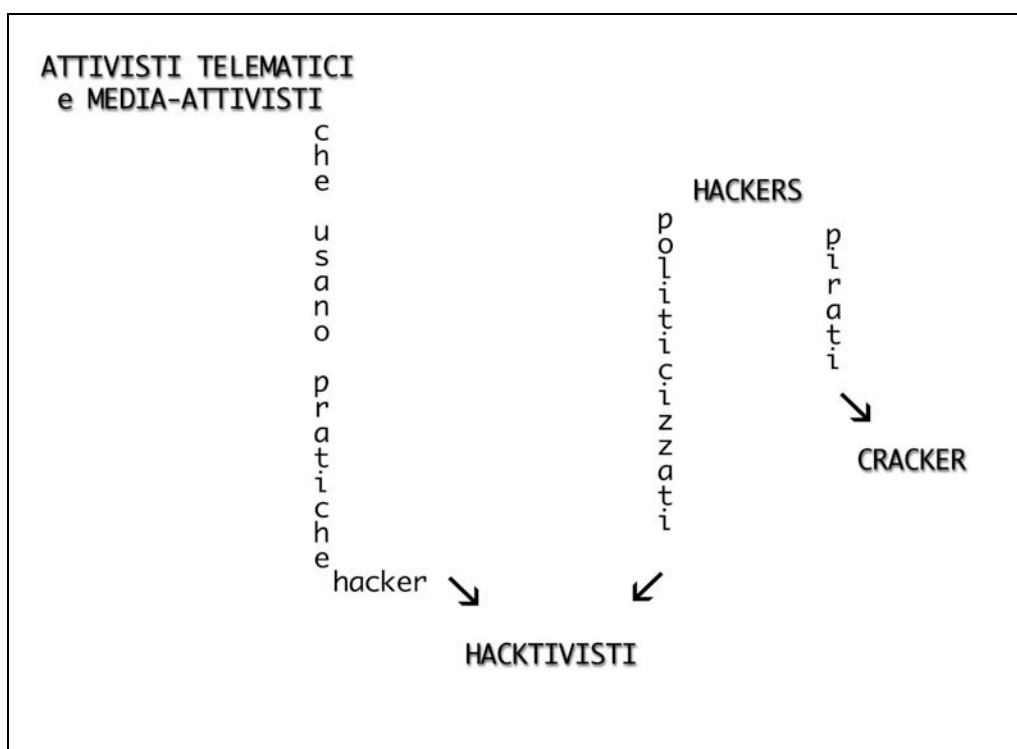 ATTIVISTI TELEMATICI
e MEDIA-ATTIVISTI
che usano pratiche
hacker
HACKERS
politicizzati
pirati
CRACKER
HACKTIVISTI